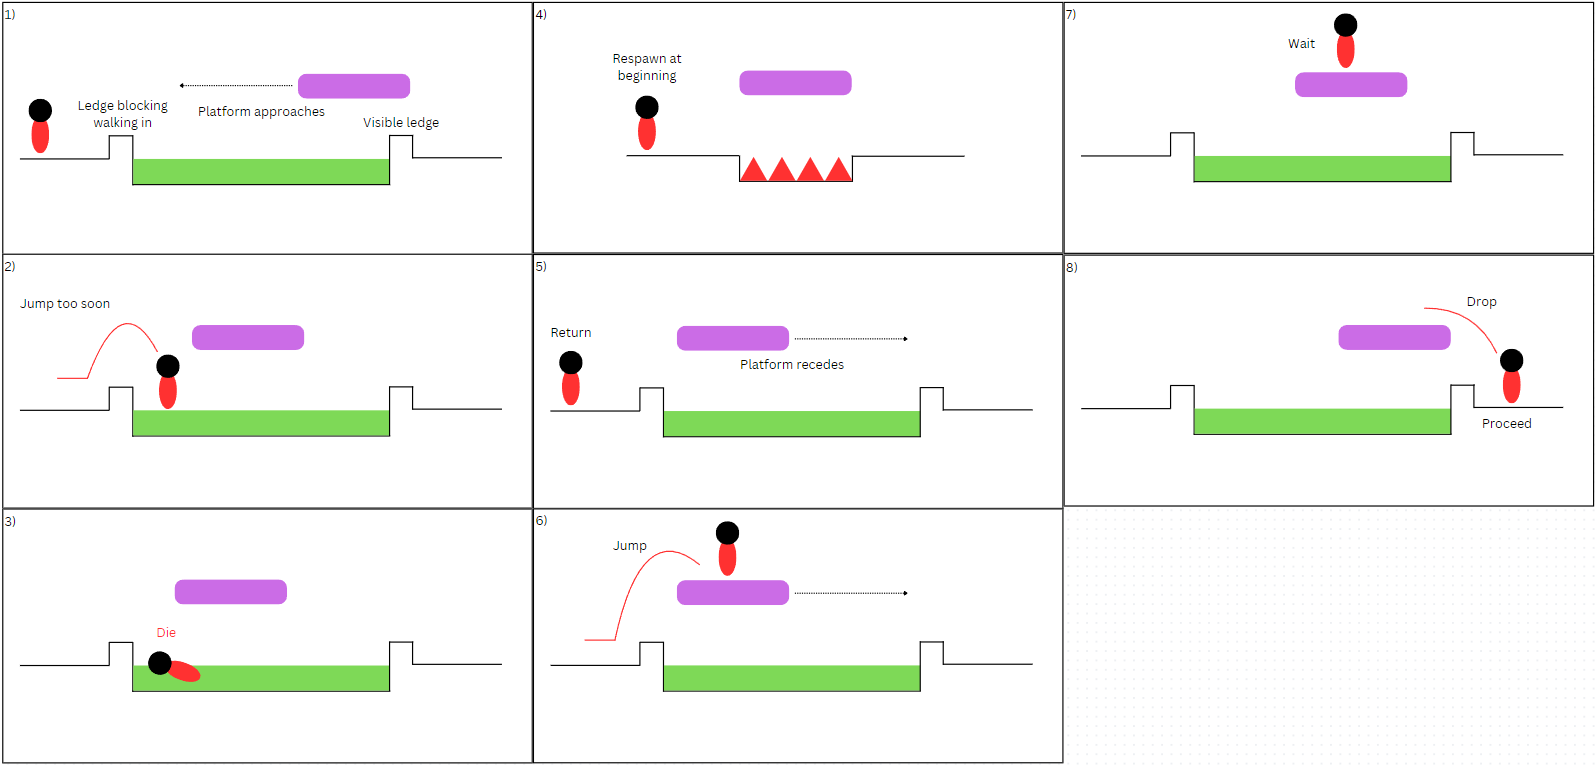 1)
Ledge blocking
walking in
Platform approaches
Visible ledge
2)
Jump too soon
3)
Die
4)
Respawn at
beginning
5)
Return
Platform recedes
6)
Jump
7)
Wait
8)
Drop
Proceed